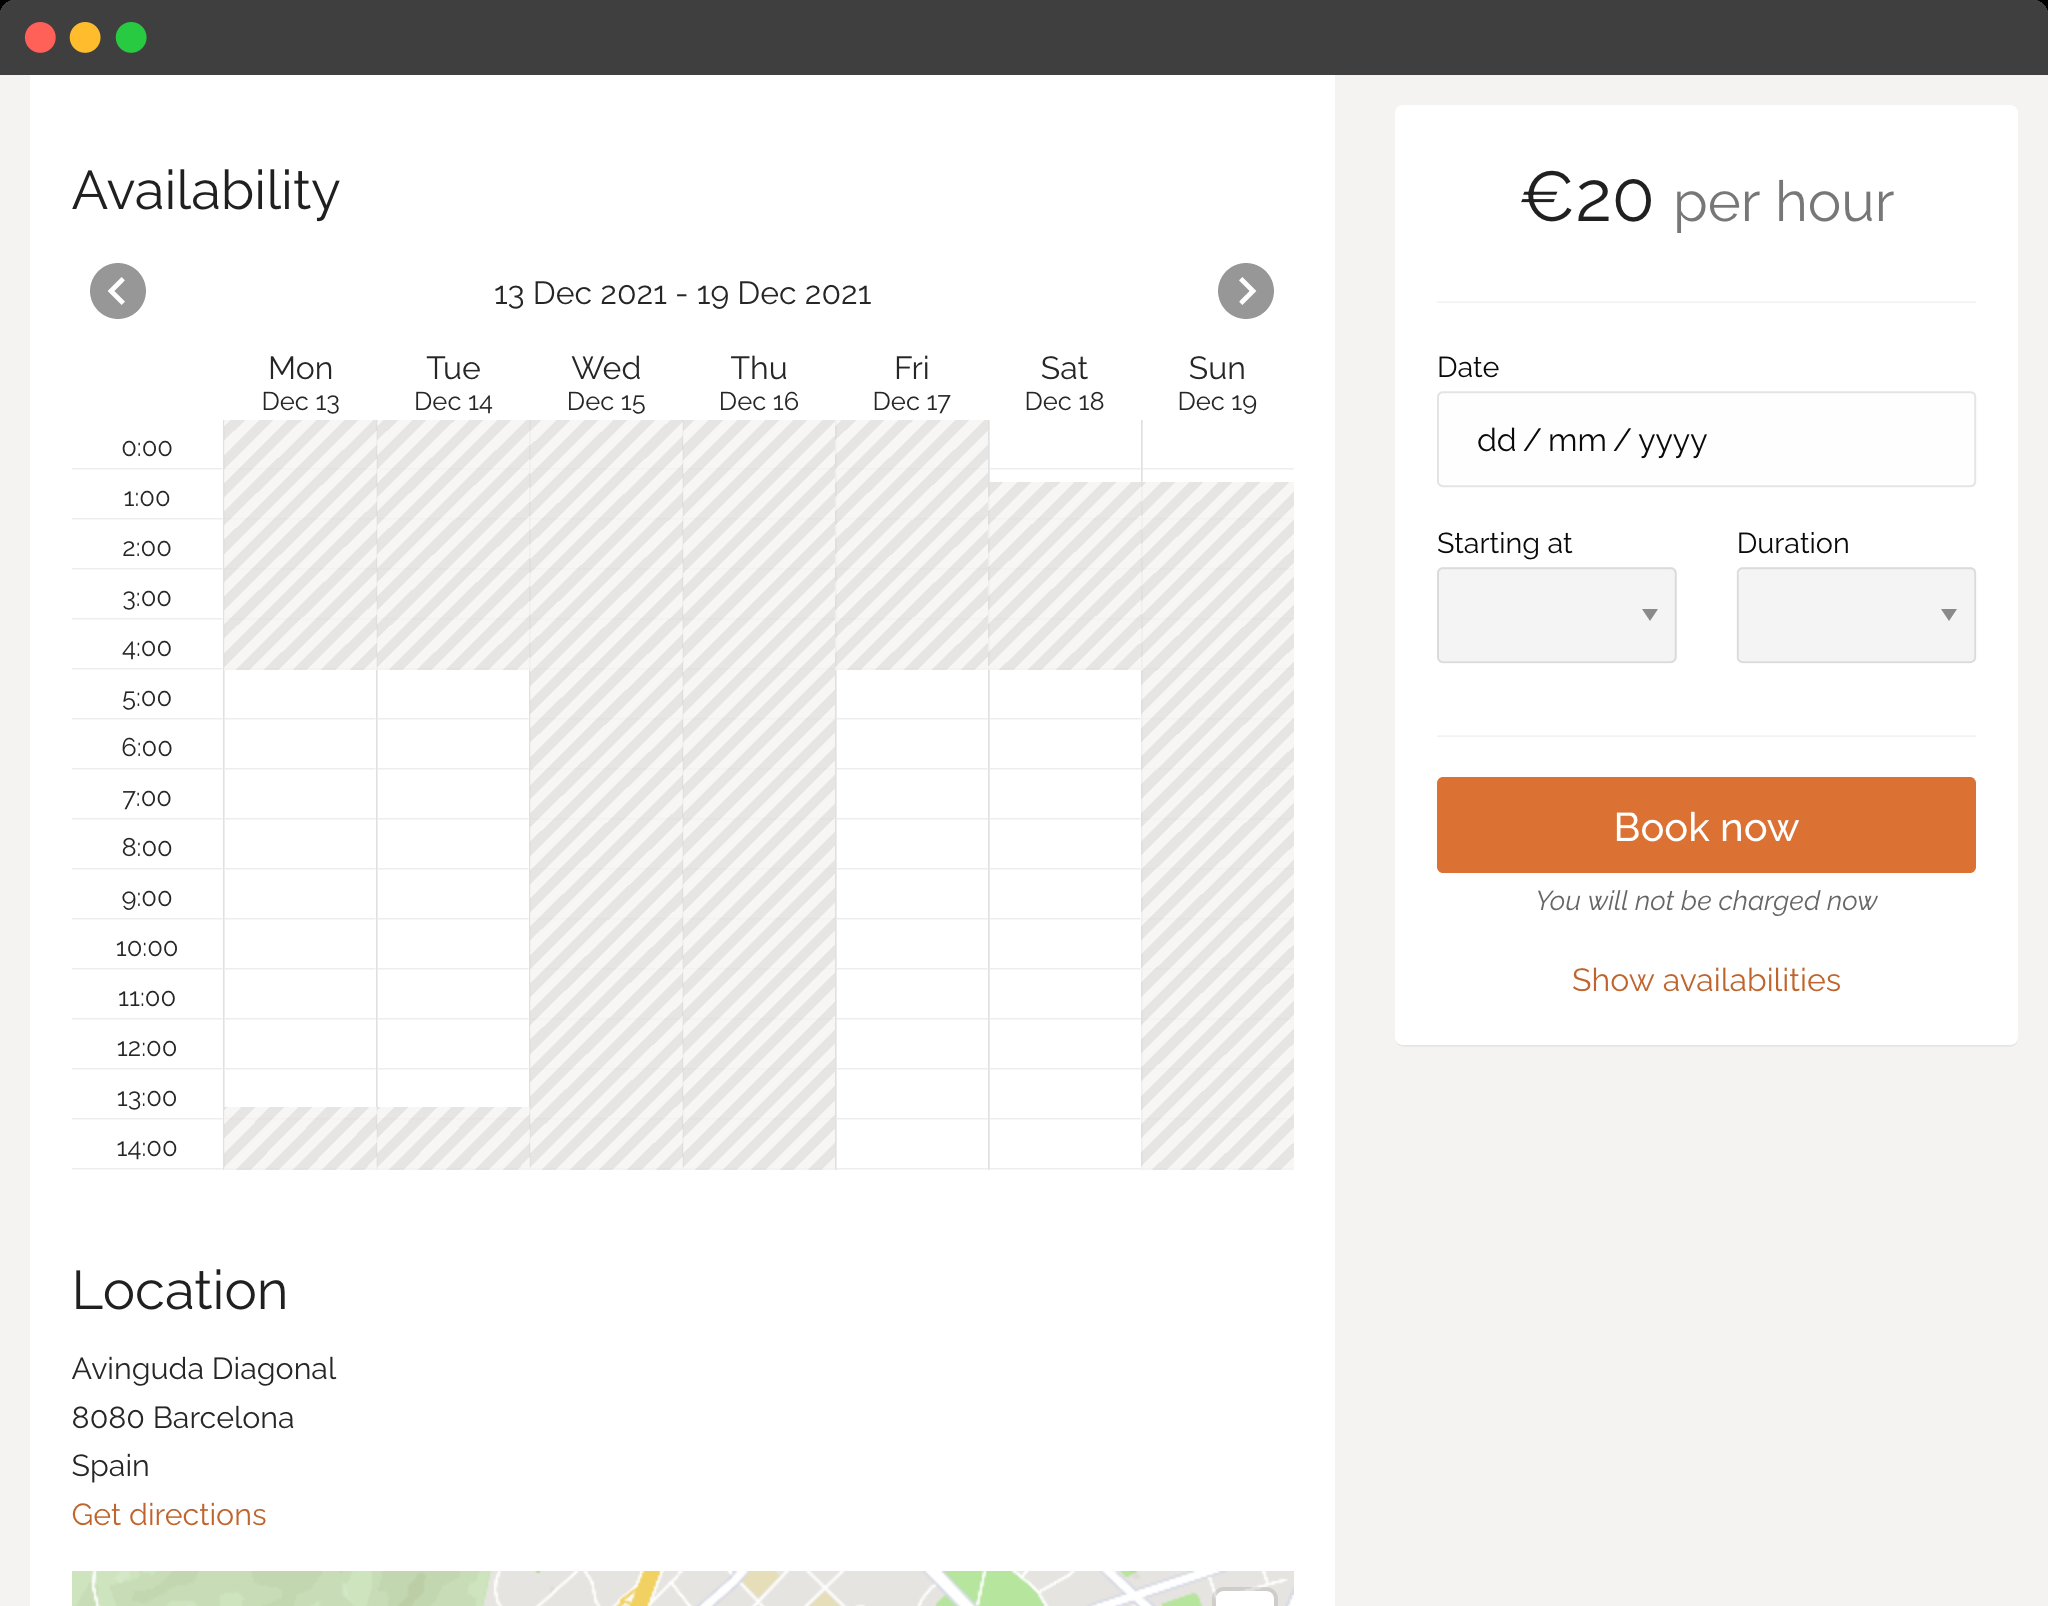 Availability
13 Dec 2021 - 19 Dec 2021
Mon Tue Wed Thu Fri Sat Sun
Dec 13 Dec 14 Dec 15 Dec 16 Dec 17 Dec 18 Dec 19
0:00
1:00
2:00
3:00
4:00
5:00
6:00
7:00
8:00
9:00
10:00
11:00
12:00
13:00
14:00
Location
Avinguda Diagonal
8080 Barcelona
Spain
Get directions
€20 per hour
Date
dd / mm / yyyy
Starting at Duration
Book now
You will not be charged now
Show availabilities